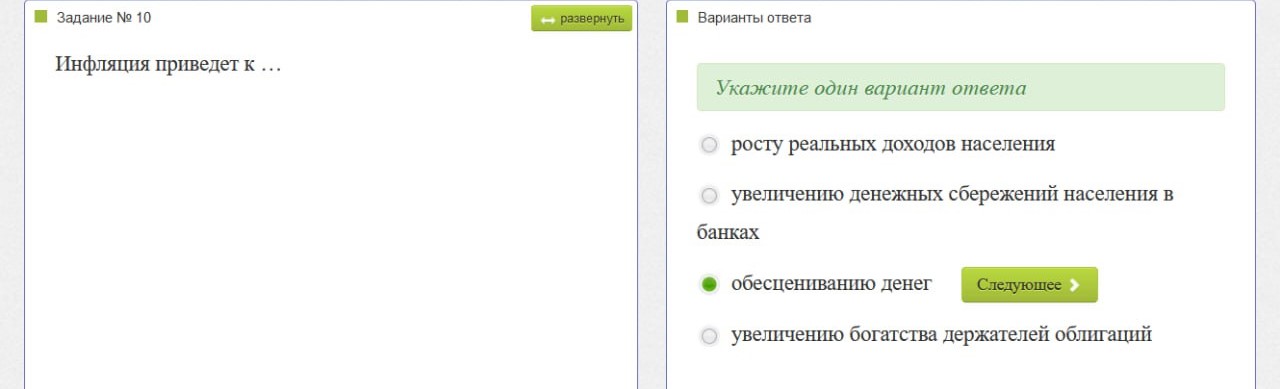 Задание № 10
развернуть
Инфляция приведет к …
Варианты ответа
Укажите один вариант ответа
росту реальных доходов населения
увеличению денежных сбережений населения в
банках
обесцениванию денег
Следующее
увеличению богатства держателей облигаций